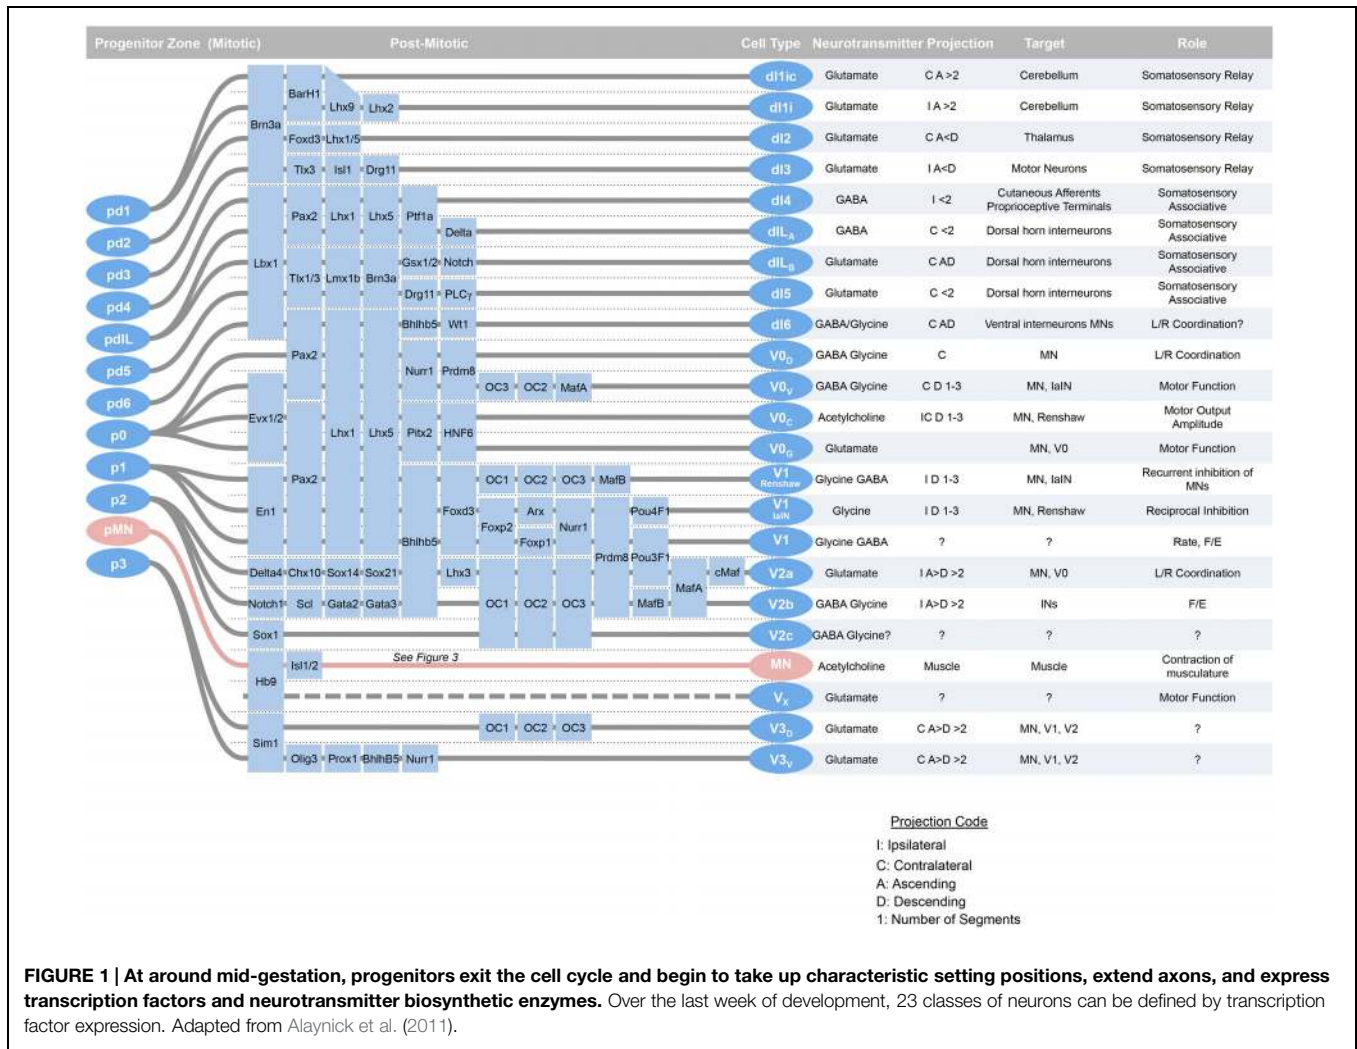 Progenitor Zone (Mitotic) Post-Mitotic Cell Type Neurotransmitter Projection Target Role
dI1ic Glutamate C A >2 Cerebellum Somatosensory Relay
BarH1
Lhx9 Lhx2 dI1i Glutamate I A >2 Cerebellum Somatosensory Relay
Brn3a
Foxd3 Lhx1/5 dI2 Glutamate C A<D Thalamus Somatosensory Relay
Tlx3 Isl1 Drg11 dI3 Glutamate I A<D Motor Neurons Somatosensory Relay
pd1
pd2
pd3
pd4
pdIL
pd5
pd6
p0
p1
p2
pMN
p3
Pax2 Lhx1 Lhx5 Ptf1a dI4 GABA I <2 Cutaneous Afferents Proprioceptive Terminals Somatosensory Associative
Delta dILA GABA C <2 Dorsal horn interneurons Somatosensory Associative
Lbx1 Gsx1/2 Notch dILB Glutamate C AD Dorsal horn interneurons Somatosensory Associative
Tlx1/3 Lmx1b Brn3a
Drg11 PLCγ dI5 Glutamate C <2 Dorsal horn interneurons Somatosensory Associative
Bhlhb5 Wt1 dI6 GABA/Glycine C AD Ventral interneurons MNs L/R Coordination?
Pax2 V0D GABA Glycine C MN L/R Coordination
Nurr1 Prdm8
OC3 OC2 MafA V0V GABA Glycine C D 1-3 MN, IaIN Motor Function
Evx1/2 V0C Acetylcholine IC D 1-3 MN, Renshaw Motor Output Amplitude
Lhx1 Lhx5 Pitx2 HNF6
V0G Glutamate MN, V0 Motor Function
Pax2 OC1 OC2 OC3 MafB V1 Renshaw Glycine GABA I D 1-3 MN, IaIN Recurrent inhibition of MNs
En1 Foxd3 Arx Pou4F1 V1 IaIN Glycine I D 1-3 MN, Renshaw Reciprocal Inhibition
Foxp2 Nurr1
Bhlhb5 Foxp1 V1 Glycine GABA ? ? Rate, F/E
Prdm8 Pou3F1
Delta4 Chx10 Sox14 Sox21 Lhx3 cMaf V2a Glutamate I A>D >2 MN, V0 L/R Coordination
MafA
Notch1 Scl Gata2 Gata3 OC1 OC2 OC3 MafB V2b GABA Glycine I A>D >2 INs F/E
Sox1 V2c GABA Glycine? ? ? ?
Isl1/2 See Figure 3 MN Acetylcholine Muscle Muscle Contraction of musculature
Hb9
VX Glutamate ? ? Motor Function
OC1 OC2 OC3 V3D Glutamate C A>D >2 MN, V1, V2 ?
Sim1
Olig3 Prox1 BhlhB5 Nurr1 V3V Glutamate C A>D >2 MN, V1, V2 ?
Projection Code
I: Ipsilateral
C: Contralateral
A: Ascending
D: Descending
1: Number of Segments
FIGURE 1 | At around mid-gestation, progenitors exit the cell cycle and begin to take up characteristic setting positions, extend axons, and express
transcription factors and neurotransmitter biosynthetic enzymes. Over the last week of development, 23 classes of neurons can be defined by transcription
factor expression. Adapted from Alaynick et al. (2011).